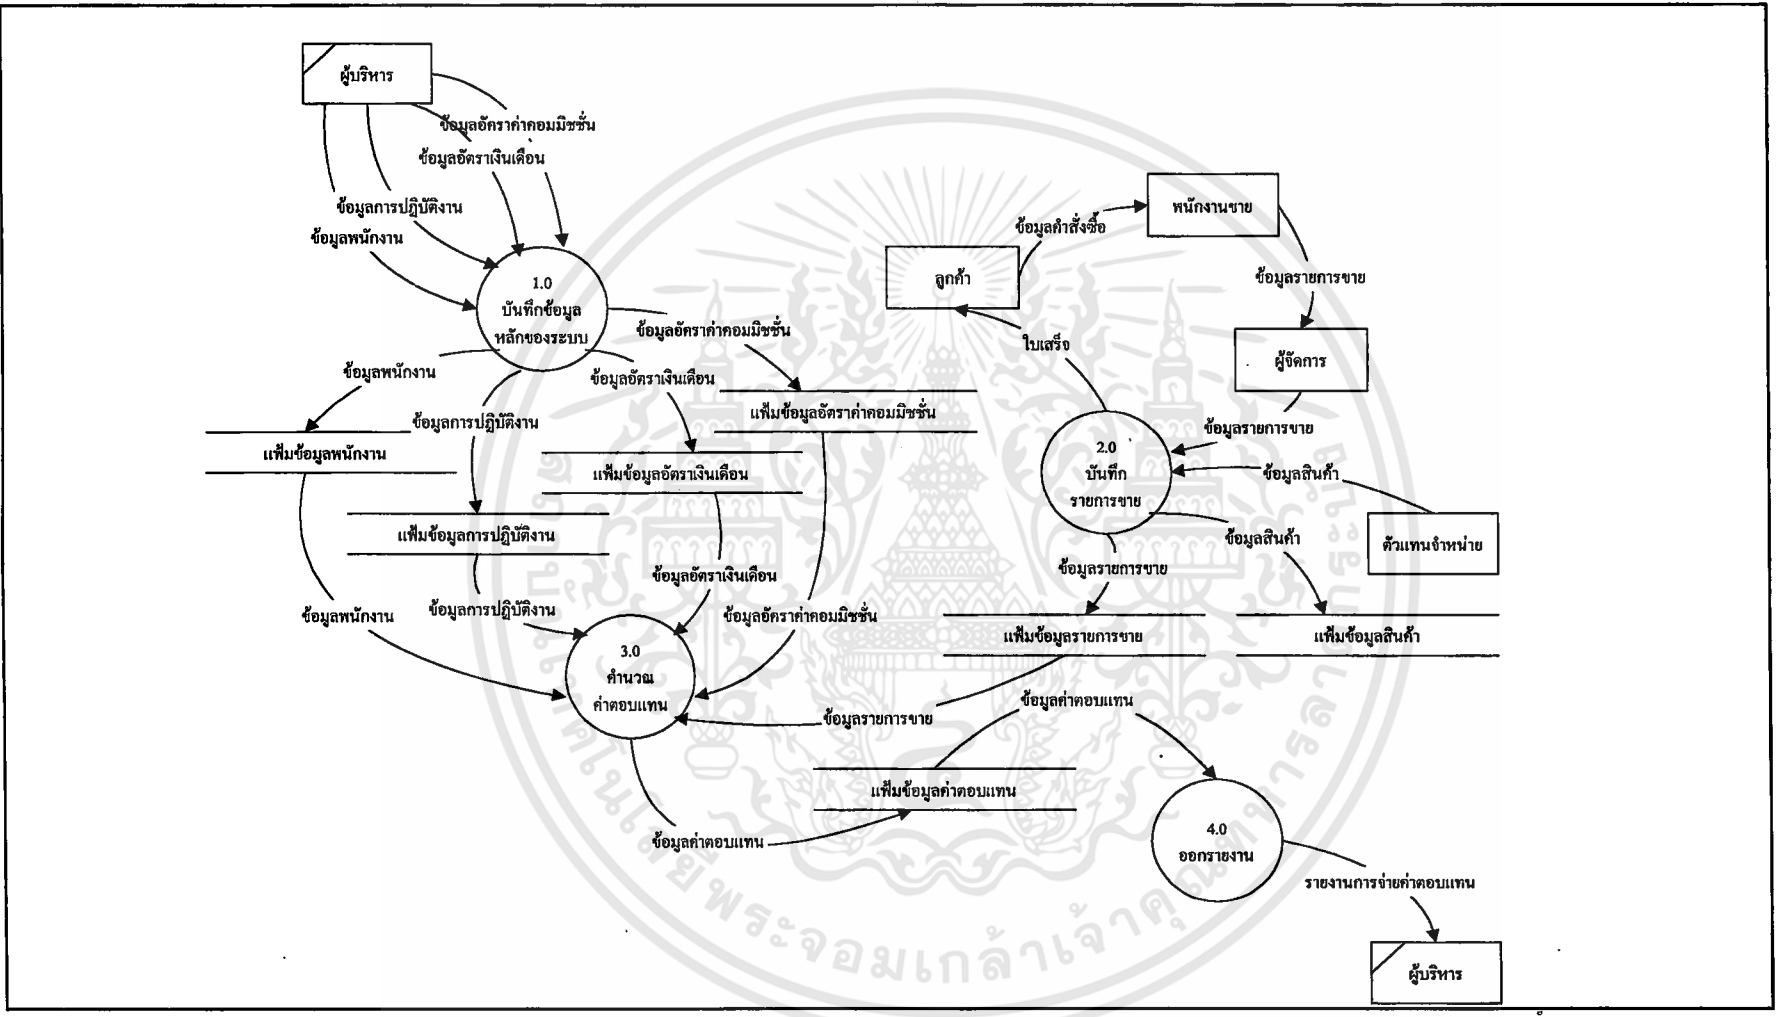 ผู้บริหาร
ข้อมูลอัตราค่าคอมมิชชั่น
ข้อมูลอัตราเงินเดือน
ข้อมูลการปฏิบัติงาน
ข้อมูลพนักงาน
1.0
บันทึกข้อมูล
หลักของระบบ
ข้อมูลอัตราค่าคอมมิชชั่น
ข้อมูลพนักงาน
ข้อมูลอัตราเงินเดือน
ข้อมูลการปฏิบัติงาน
แฟ้มข้อมูลอัตราค่าคอมมิชชั่น
แฟ้มข้อมูลพนักงาน
แฟ้มข้อมูลอัตราเงินเดือน
แฟ้มข้อมูลการปฏิบัติงาน
ข้อมูลพนักงาน
ข้อมูลการปฏิบัติงาน
ข้อมูลอัตราเงินเดือน
ข้อมูลอัตราค่าคอมมิชชั่น
3.0
คำนวณ
ค่าตอบแทน
พนักงานขาย
ข้อมูลคำสั่งซื้อ
ลูกค้า
ข้อมูลรายการขาย
ใบเสร็จ
ผู้จัดการ
ข้อมูลรายการขาย
2.0
บันทึก
รายการขาย
ข้อมูลสินค้า
ตัวแทนจำหน่าย
ข้อมูลสินค้า
ข้อมูลรายการขาย
แฟ้มข้อมูลรายการขาย
แฟ้มข้อมูลสินค้า
ข้อมูลรายการขาย
ข้อมูลค่าตอบแทน
แฟ้มข้อมูลค่าตอบแทน
ข้อมูลค่าตอบแทน
4.0
ออกรายงาน
รายงานการจ่ายค่าตอบแทน
ผู้บริหาร